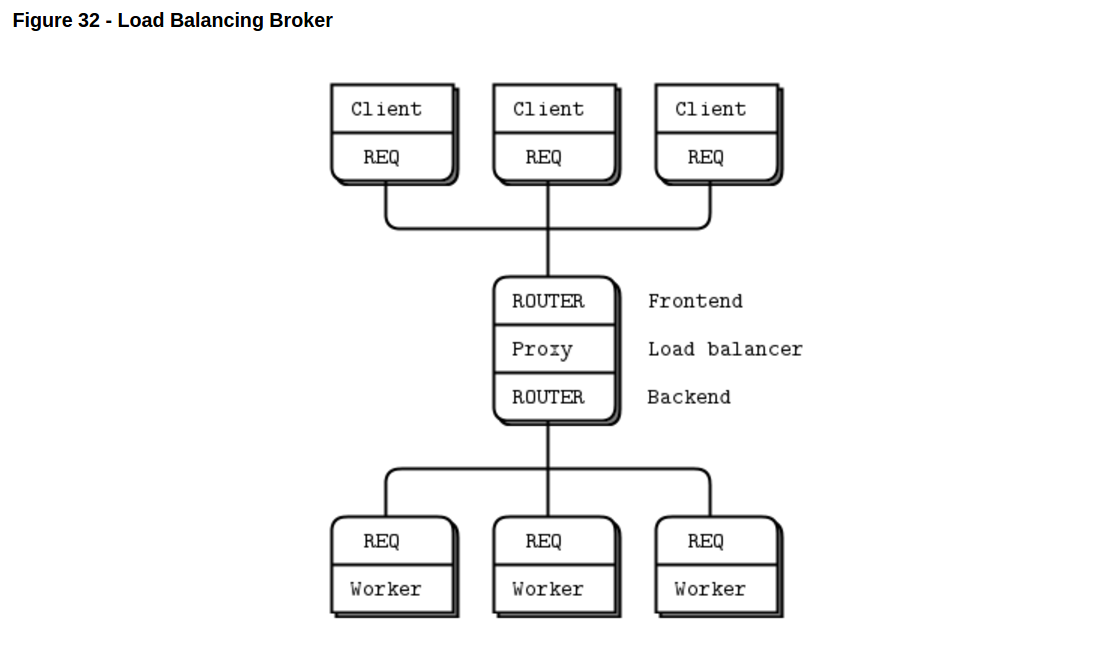 Figure 32 - Load Balancing Broker
Client Client Client
REQ REQ REQ
ROUTER Frontend
Proxy Load balancer
ROUTER Backend
REQ REQ REQ
Worker Worker Worker